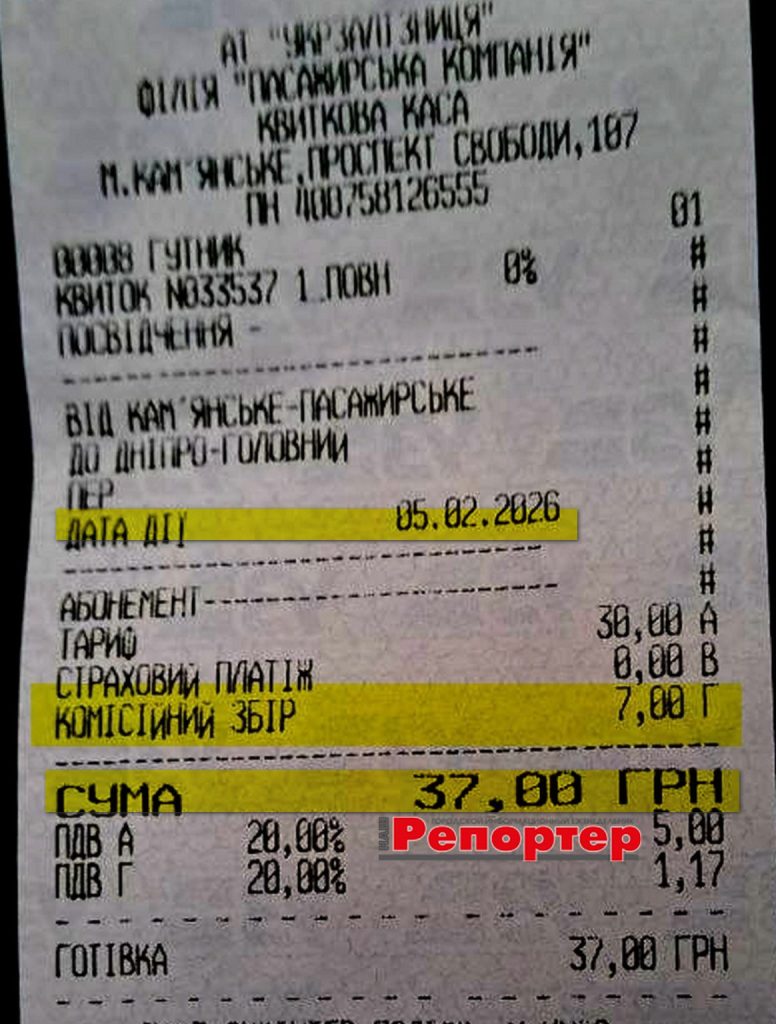 АТ "УКРЗАЛІЗНИЦЯ"
ФІЛІЯ "ПАСАЖИРСЬКА КОМПАНІЯ"
КВИТКОВА КАСА
М.КАМ'ЯНСЬКЕ,ПРОСПЕКТ СВОБОДИ,107
ПН 400758126555
01
00008 ГУТНИК #
КВИТОК N033537 1 ПОВН 0% #
ПОСВІДЧЕННЯ - #
#
ВІД КАМ'ЯНСЬКЕ-ПАСАЖИРСЬКЕ #
ДО ДНІПРО-ГОЛОВНИЙ #
ПЕР #
ДАТА ДІЇ 05.02.2026 #
#
АБОНЕМЕНТ--------------------------
ТАРИФ 30,00 А
СТРАХОВИЙ ПЛАТІЖ 0,00 В
КОМІСІЙНИЙ ЗБІР 7,00 Г
СУМА 37,00 ГРН
НАШ Репортер
ПДВ А 20,00% 5,00
ПДВ Г 20,00% 1,17
ГОТІВКА 37,00 ГРН